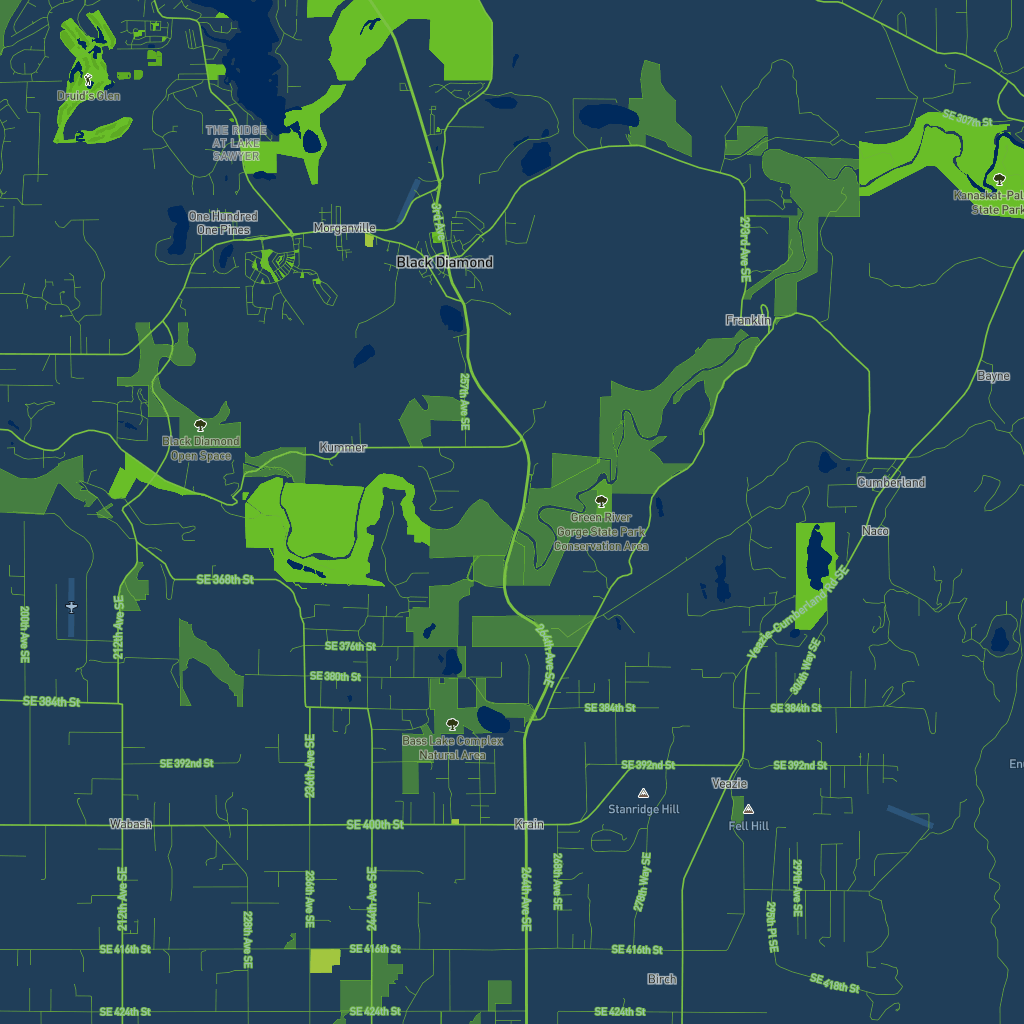 Druid's Glen
THE RIDGE
AT LAKE
SAWYER
SE 307th St
Kanaskat-Pal
State Park
One Hundred
One Pines
Morganville
Black Diamond
293rd Ave SE
Franklin
Bayne
257th Ave SE
Black Diamond
Open Space
Kummer
Cumberland
Green River
Gorge State Park
Conservation Area
Naco
SE 368th St
200th Ave SE
212th Ave SE
Veazie-Cumberland Rd SE
SE 376th St
264th Ave SE
SE 380th St
304th Way SE
SE 384th St
SE 384th St
SE 384th St
Bass Lake Complex
Natural Area
SE 392nd St
234th Ave SE
SE 392nd St
SE 392nd St
Veazie
Stanridge Hill
Fell Hill
Wabash
SE 400th St
Krain
212th Ave SE
236th Ave SE
244th Ave SE
264th Ave SE
268th Ave SE
278th Way SE
299th Ave SE
228th Ave SE
298th Pl SE
SE 416th St
SE 416th St
SE 416th St
Birch
SE 418th St
SE 424th St
SE 424th St
SE 424th St